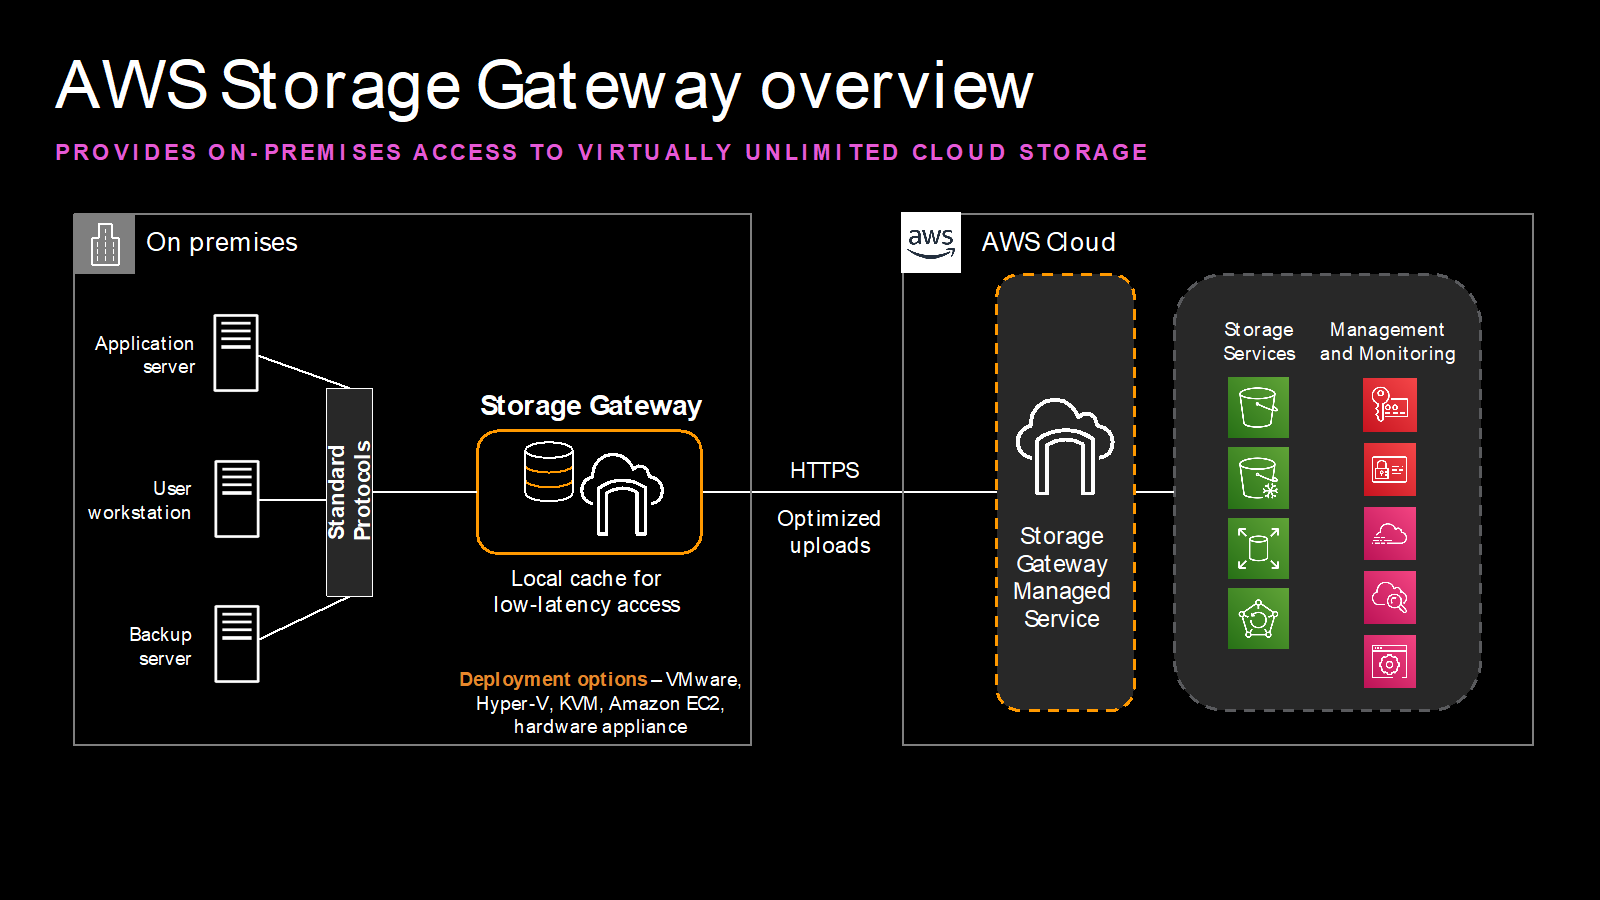 AWS Storage Gateway overview
PROVIDES ON-PREMISES ACCESS TO VIRTUALLY UNLIMITED CLOUD STORAGE
On premises
Application
server
User
workstation
Backup
server
Standard
Protocols
Storage Gateway
Local cache for
low-latency access
Deployment options – VMware,
Hyper-V, KVM, Amazon EC2,
hardware appliance
HTTPS
Optimized
uploads
aws
AWS Cloud
Storage
Gateway
Managed
Service
Storage
Services
Management
and Monitoring